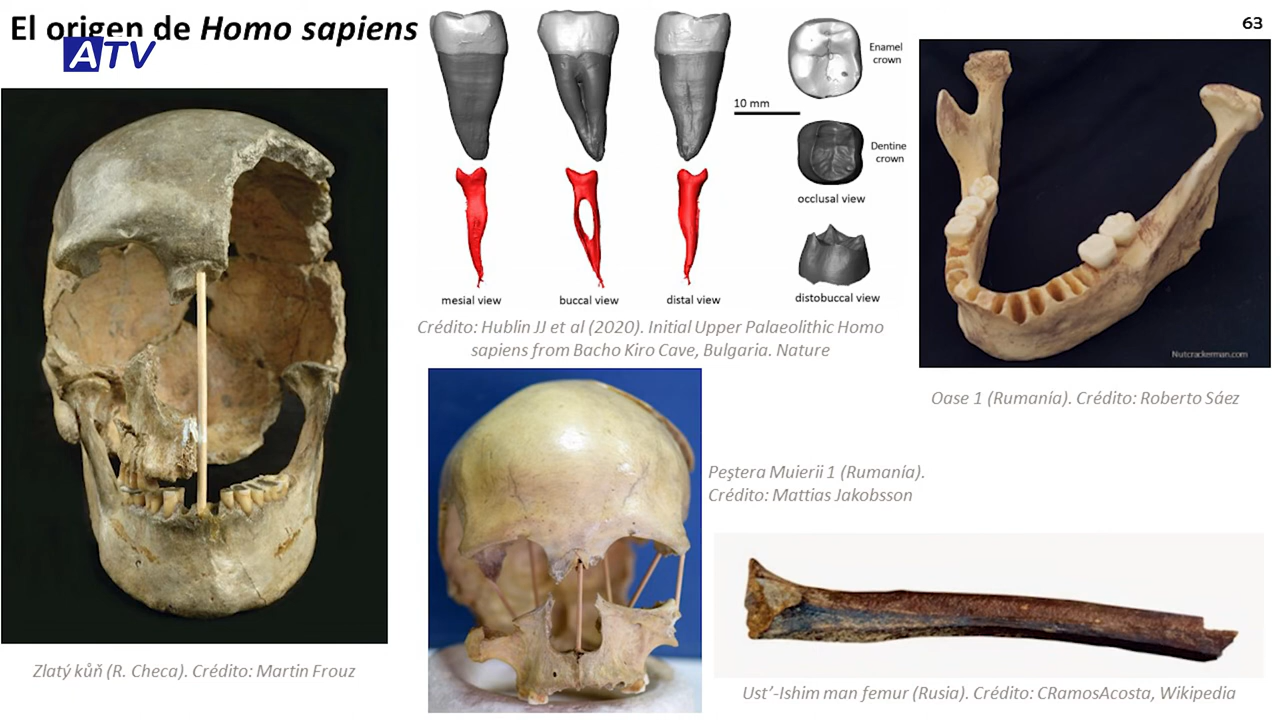 El origen de Homo sapiens
ATV
63
Enamel
crown
10 mm
Dentine
crown
occlusal view
mesial view
buccal view
distal view
distobuccal view
Crédito: Hublin JJ et al (2020). Initial Upper Palaeolithic Homo
sapiens from Bacho Kiro Cave, Bulgaria. Nature
Nutcrackerman.com
Oase 1 (Rumanía). Crédito: Roberto Sáez
Peştera Muierii 1 (Rumanía).
Crédito: Mattias Jakobsson
Zlatý kůň (R. Checa). Crédito: Martin Frouz
Ust’-Ishim man femur (Rusia). Crédito: CRamosAcosta, Wikipedia